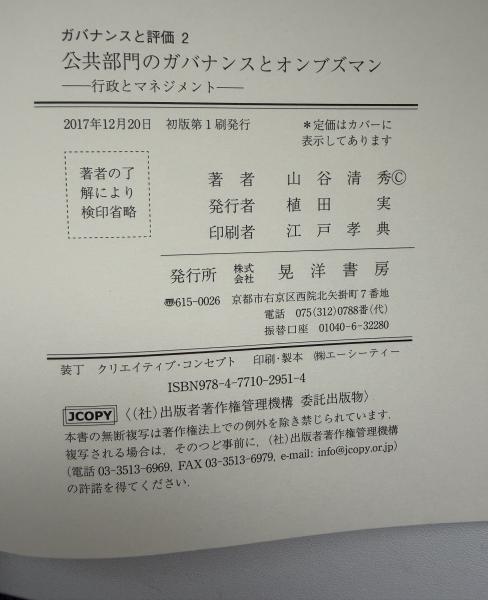 ガバナンスと評価 2
公共部門のガバナンスとオンブズマン
——行政とマネジメント——
2017年12月20日 初版第1刷発行
＊定価はカバーに
表示してあります
著者の了
解により
検印省略
著 者 山 谷 清 秀Ⓒ
発行者 植 田 実
印刷者 江 戸 孝 典
発行所 株式会社 晃 洋 書 房
〠615-0026 京都市右京区西院北矢掛町7番地
電話 075(312)0788番(代)
振替口座 01040-6-32280
装丁 クリエイティブ・コンセプト 印刷・製本 ㈱エーシーティー
ISBN978-4-7710-2951-4
JCOPY 〈(社)出版者著作権管理機構 委託出版物〉
本書の無断複写は著作権法上での例外を除き禁じられています．
複写される場合は，そのつど事前に，(社)出版者著作権管理機構
(電話 03-3513-6969, FAX 03-3513-6979, e-mail: info@jcopy.or.jp)
の許諾を得てください．